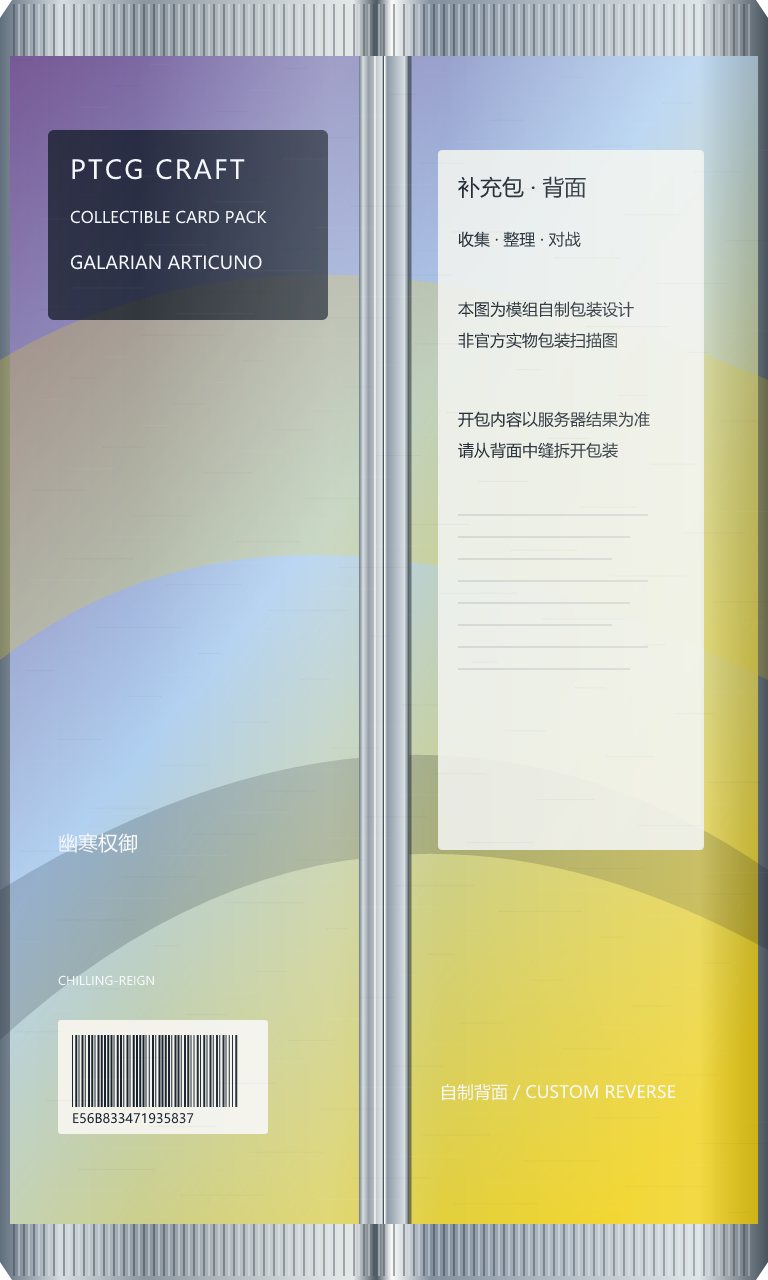 PTCG CRAFT
COLLECTIBLE CARD PACK
GALARIAN ARTICUNO
幽寒权御
CHILLING-REIGN
E56B833471935837
补充包 · 背面
收集 · 整理 · 对战
本图为模组自制包装设计
非官方实物包装扫描图
开包内容以服务器结果为准
请从背面中缝拆开包装
自制背面 / CUSTOM REVERSE